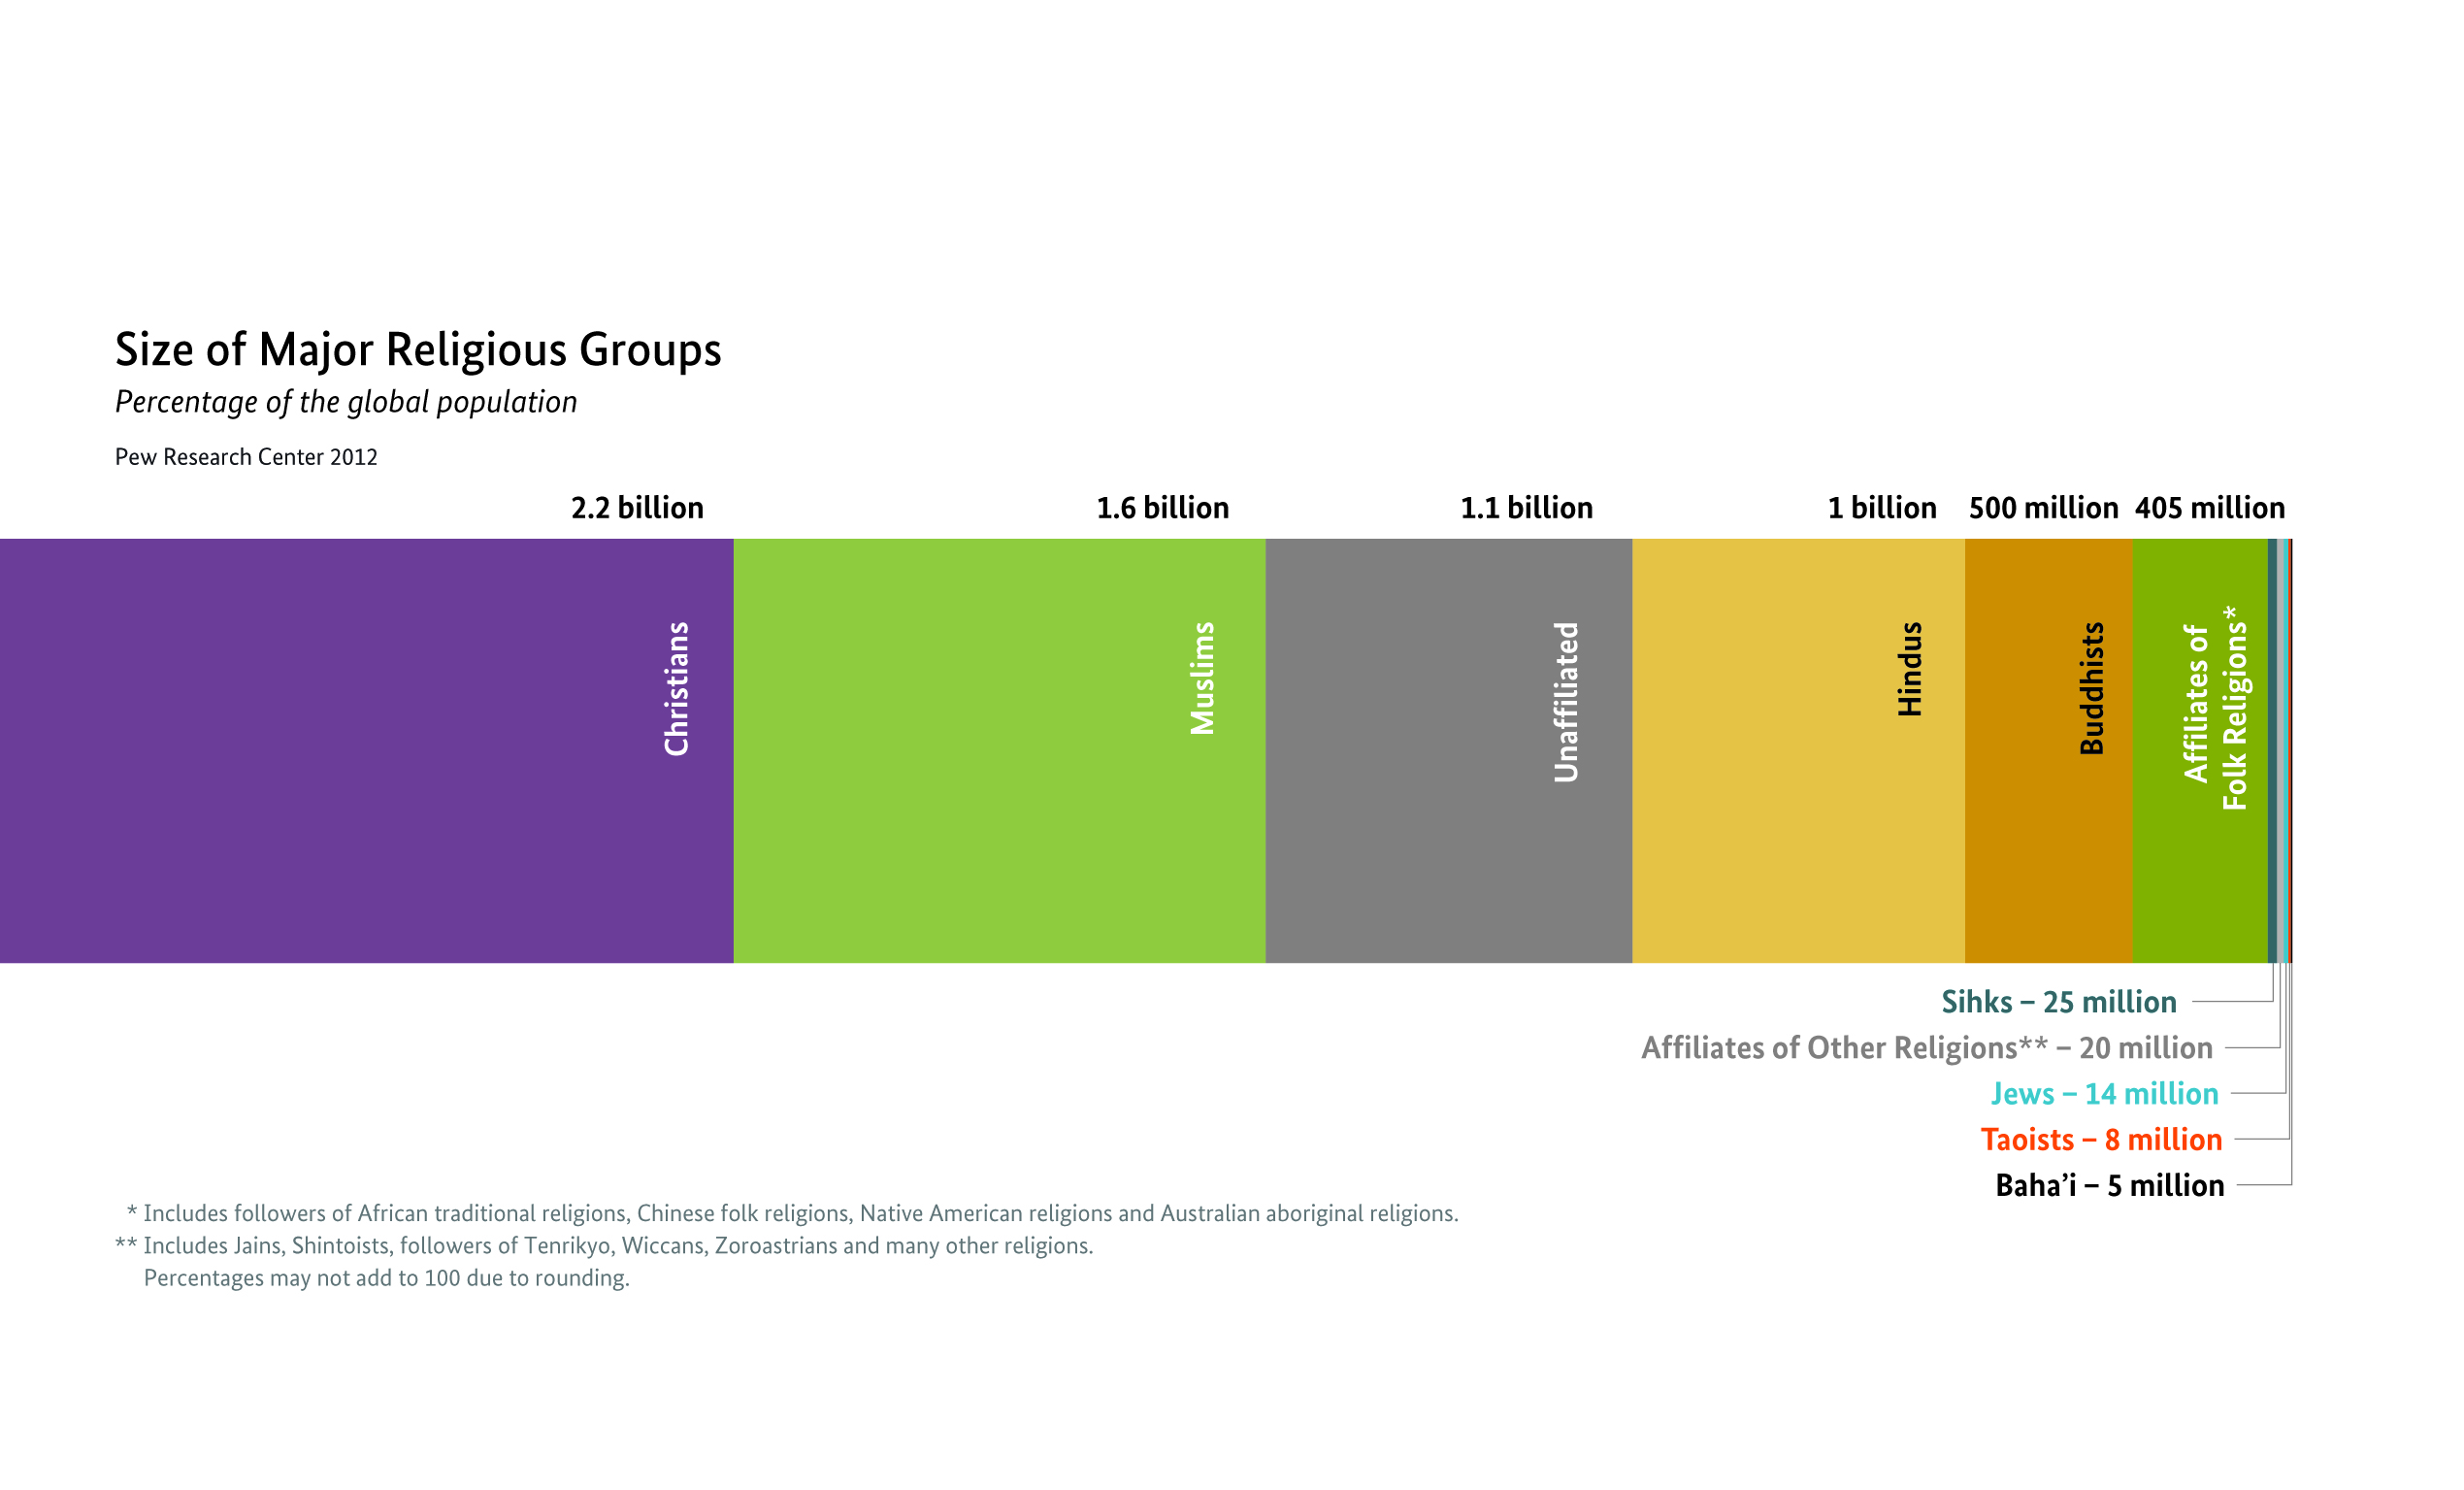 Size of Major Religious Groups
Percentage of the global population
Pew Research Center 2012
2.2 billion
1.6 billion
1.1 billion
1 billion
500 million
405 million
Christians
Muslims
Unaffiliated
Hindus
Buddhists
Affiliates of
Folk Religions*
Sihks – 25 million
Affiliates of Other Religions** – 20 million
Jews – 14 million
Taoists – 8 million
Baha’i – 5 million
* Includes followers of African traditional religions, Chinese folk religions, Native American religions and Australian aboriginal religions.
** Includes Jains, Shintoists, followers of Tenrikyo, Wiccans, Zoroastrians and many other religions.
Percentages may not add to 100 due to rounding.